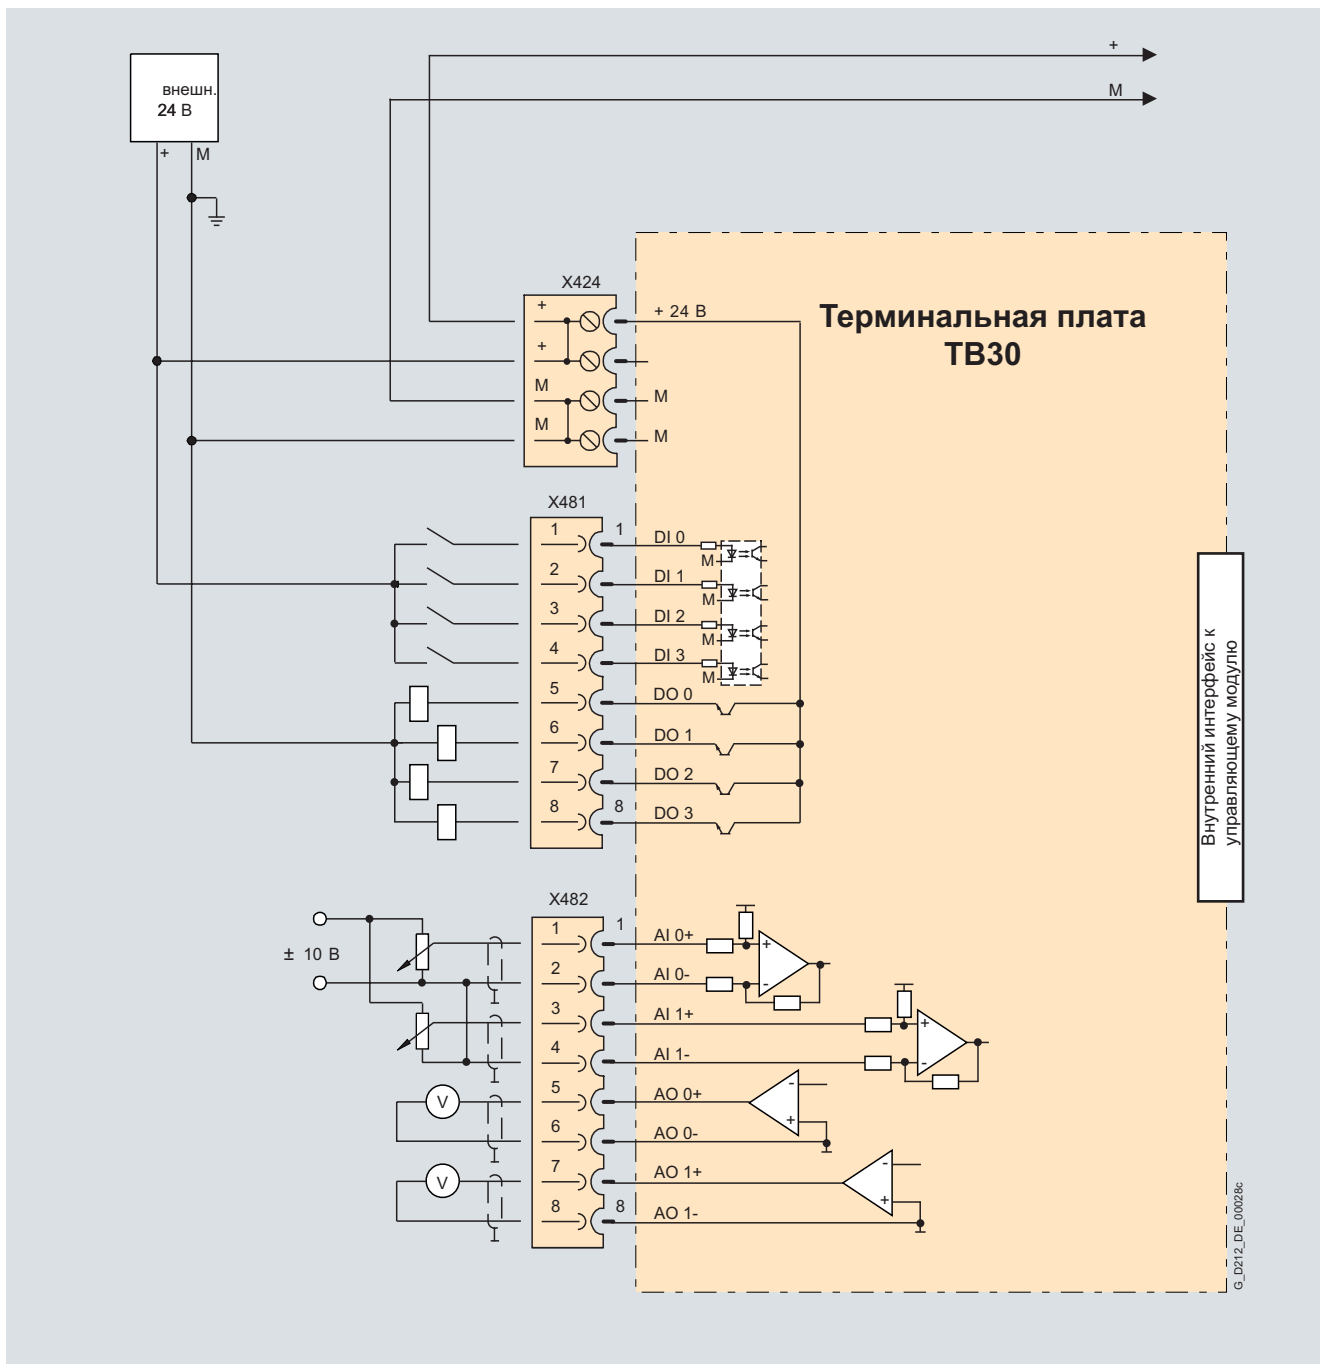 +
M
внешн.
24 В
+ M
X424
+ + 24 В
+
M M
M M
Терминальная плата
TB30
X481
1 1 DI 0
M
2 DI 1
M
3 DI 2
M
4 DI 3
M
5 DO 0
6 DO 1
7 DO 2
8 8 DO 3
Внутренний интерфейс к
управляющему модулю
X482
± 10 В
1 1 AI 0+ +
2 AI 0- -
3 AI 1+ +
4 AI 1- -
V 5 AO 0+ -
+
6 AO 0-
V 7 AO 1+ -
+
8 8 AO 1-
G_D212_DE_00028c